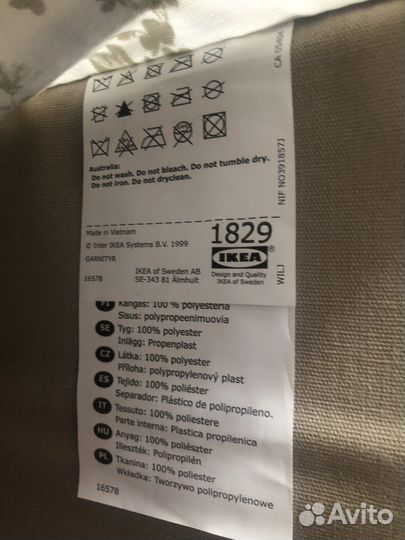 Australia:
Do not wash. Do not bleach. Do not tumble dry.
Do not iron. Do not dryclean.
Made in Vietnam
© Inter IKEA Systems B.V. 1999
GARNITYR
16578
IKEA of Sweden AB
SE-343 81 Älmhult
1829
IKEA®
Design and Quality
IKEA of Sweden
WILJ
NIF NO3918573
FI Kangas: 100 % polyesteria
Sisus: polypropeenimuovia
SE Tyg: 100% polyester
Inlägg: Propenplast
CZ Látka: 100% polyester
Příloha: polypropylenový plast
ES Tejido: 100% poliéster
Separador: Plástico de polipropileno.
IT Tessuto: 100% poliestere
Parte interna: Plastica propilenica
HU Anyag: 100% poliészter
Illeszték: Polipropilén
PL Tkanina: 100% polyester
Wkładka: Tworzywo polipropylenowe
16578
Avito